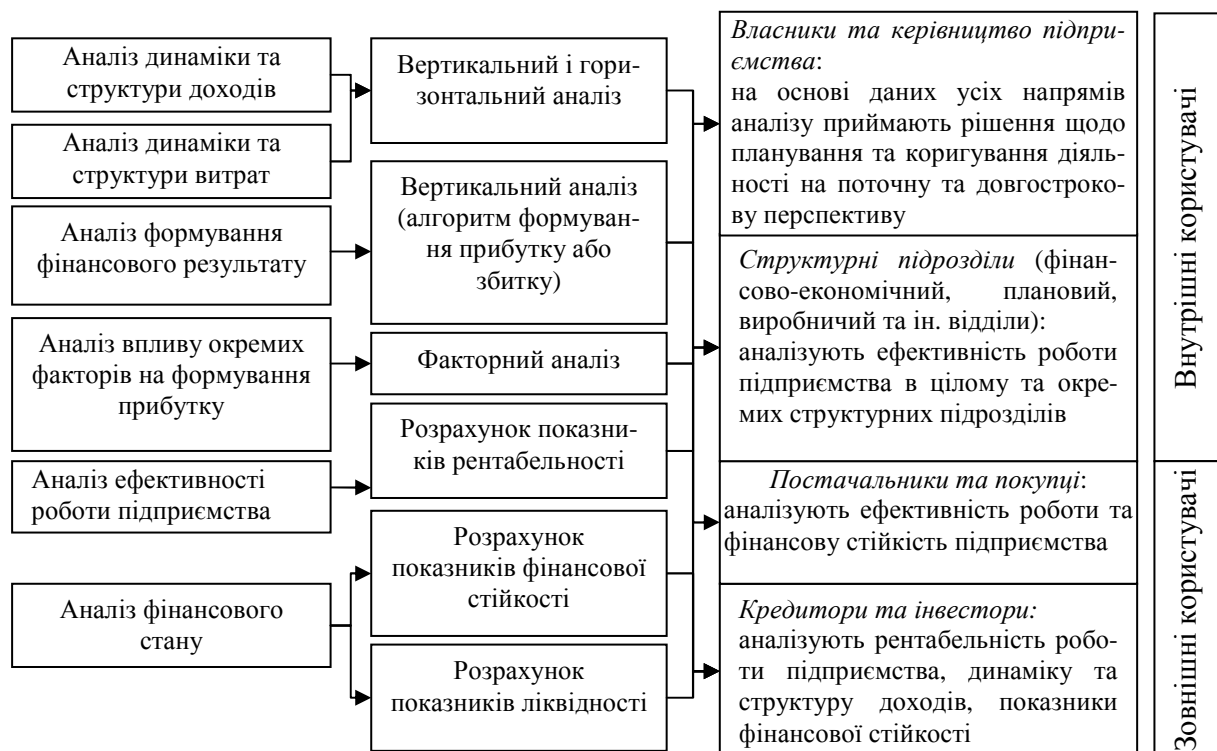 Аналіз динаміки та
структури доходів
Аналіз динаміки та
структури витрат
Аналіз формування
фінансового результату
Аналіз впливу окремих
факторів на формування
прибутку
Аналіз ефективності
роботи підприємства
Аналіз фінансового
стану
Вертикальний і гори-
зонтальний аналіз
Вертикальний аналіз
(алгоритм формуван-
ня прибутку або
збитку)
Факторний аналіз
Розрахунок показни-
ків рентабельності
Розрахунок
показників фінансової
стійкості
Розрахунок
показників ліквідності
Власники та керівництво підпри-
ємства:
на основі даних усіх напрямів
аналізу приймають рішення щодо
планування та коригування діяль-
ності на поточну та довгостроко-
ву перспективу
Структурні підрозділи (фінан-
сово-економічний, плановий,
виробничий та ін. відділи):
аналізують ефективність роботи
підприємства в цілому та окре-
мих структурних підрозділів
Постачальники та покупці:
аналізують ефективність роботи та
фінансову стійкість підприємства
Кредитори та інвестори:
аналізують рентабельність робо-
ти підприємства, динаміку та
структуру доходів, показники
фінансової стійкості
Внутрішні користувачі
Зовнішні користувачі